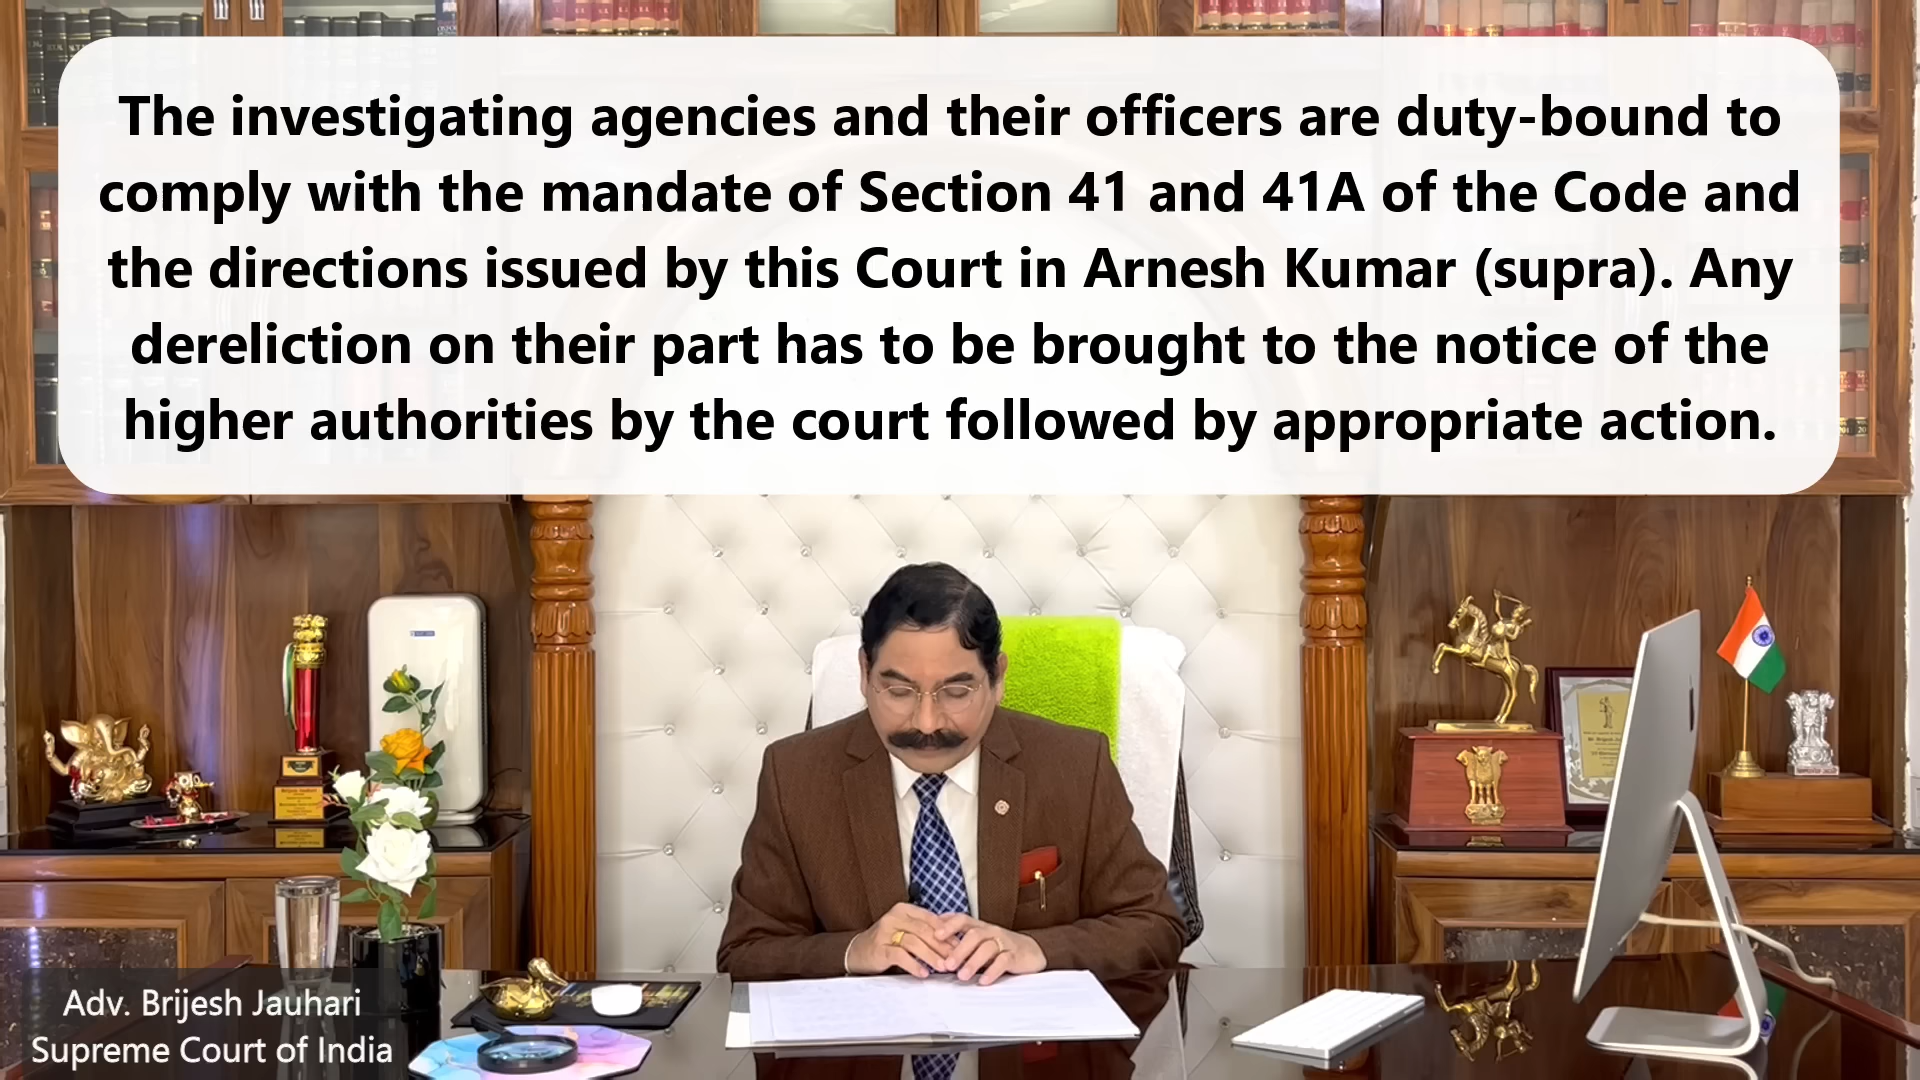 The investigating agencies and their officers are duty-bound to
comply with the mandate of Section 41 and 41A of the Code and
the directions issued by this Court in Arnesh Kumar (supra). Any
dereliction on their part has to be brought to the notice of the
higher authorities by the court followed by appropriate action.
Adv. Brijesh Jauhari
Supreme Court of India